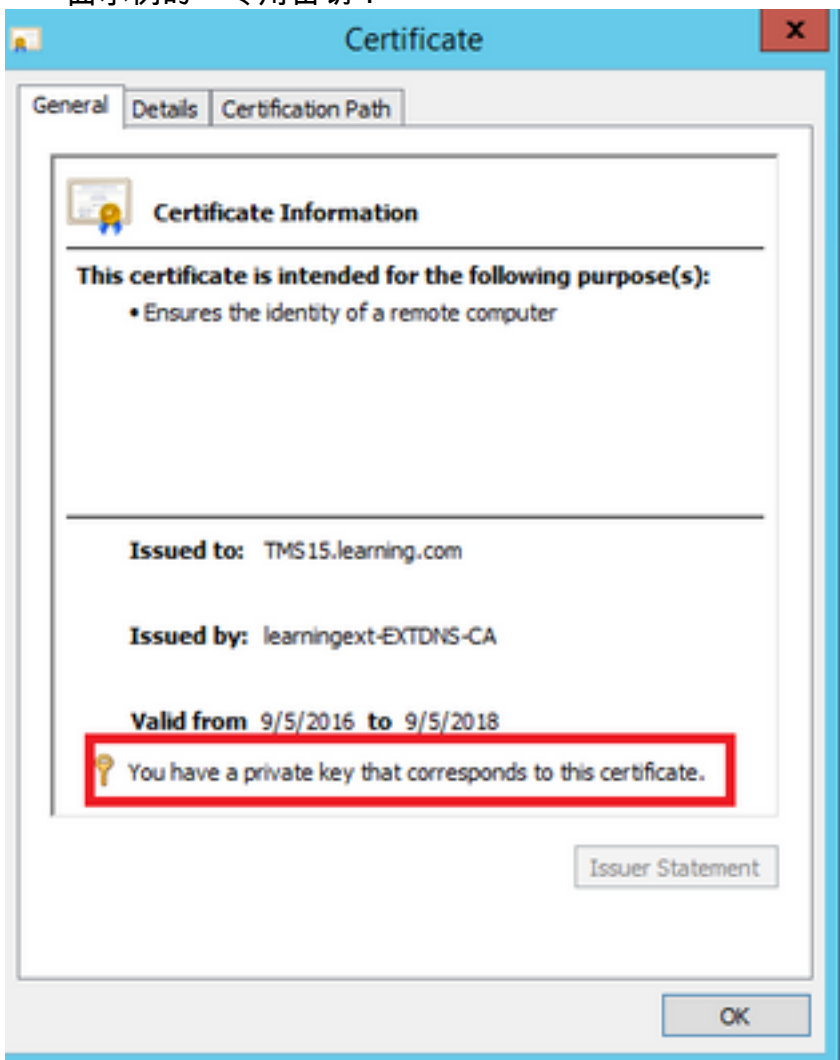 Certificate
x
General Details Certification Path
Certificate Information
This certificate is intended for the following purpose(s):
• Ensures the identity of a remote computer
Issued to: TMS15.learning.com
Issued by: learningext-EXTDNS-CA
Valid from 9/5/2016 to 9/5/2018
You have a private key that corresponds to this certificate.
Issuer Statement
OK